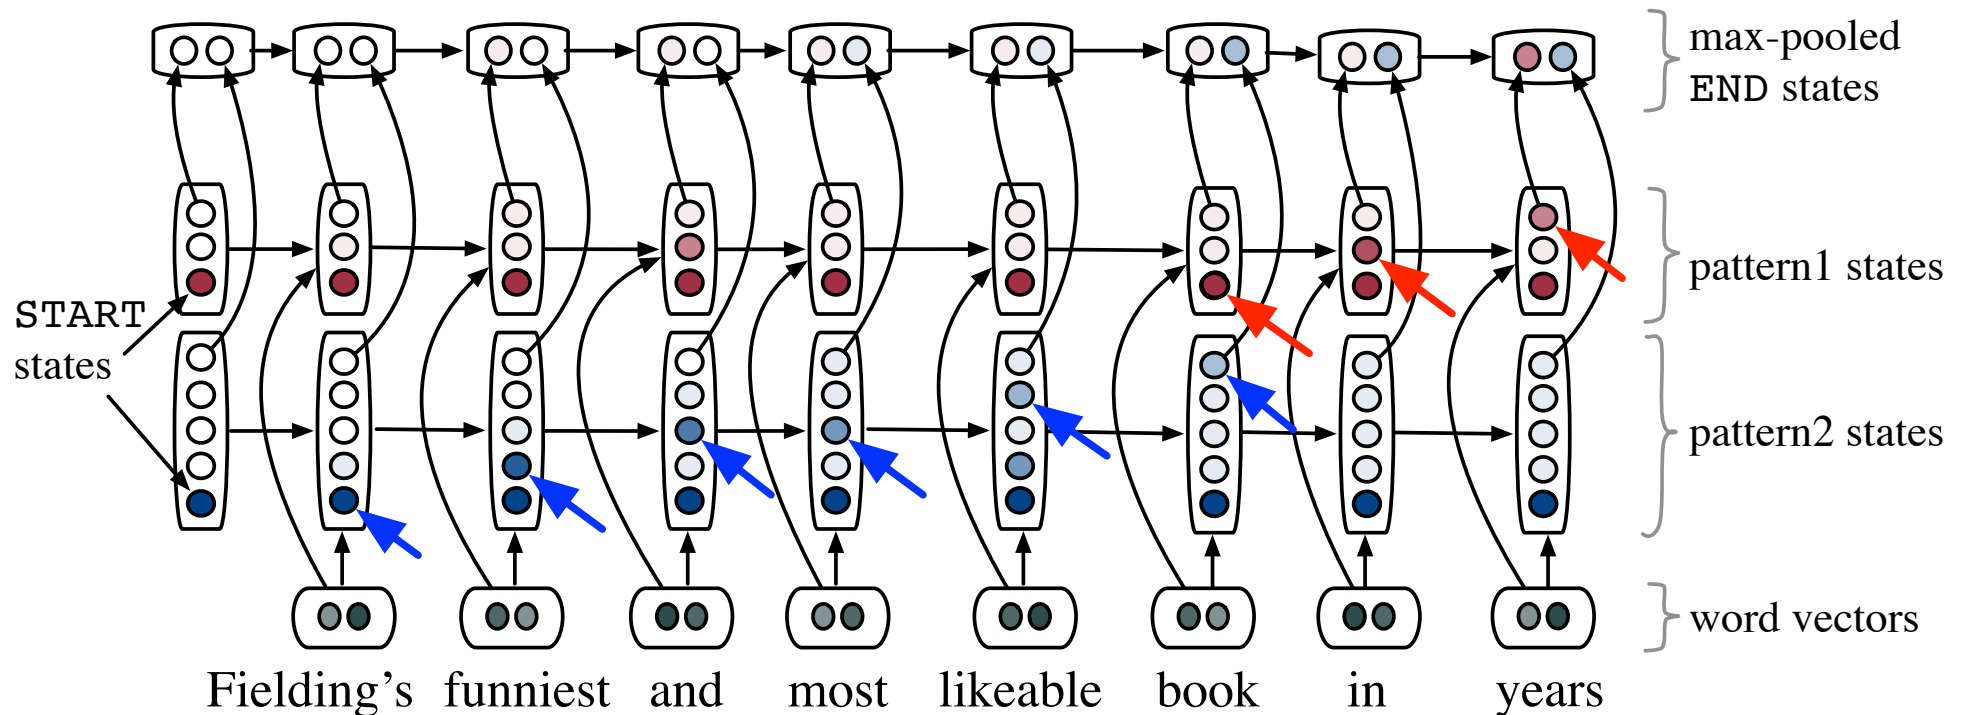 max-pooled
END states
pattern1 states
START
states
pattern2 states
word vectors
Fielding's funniest and most likeable book in years